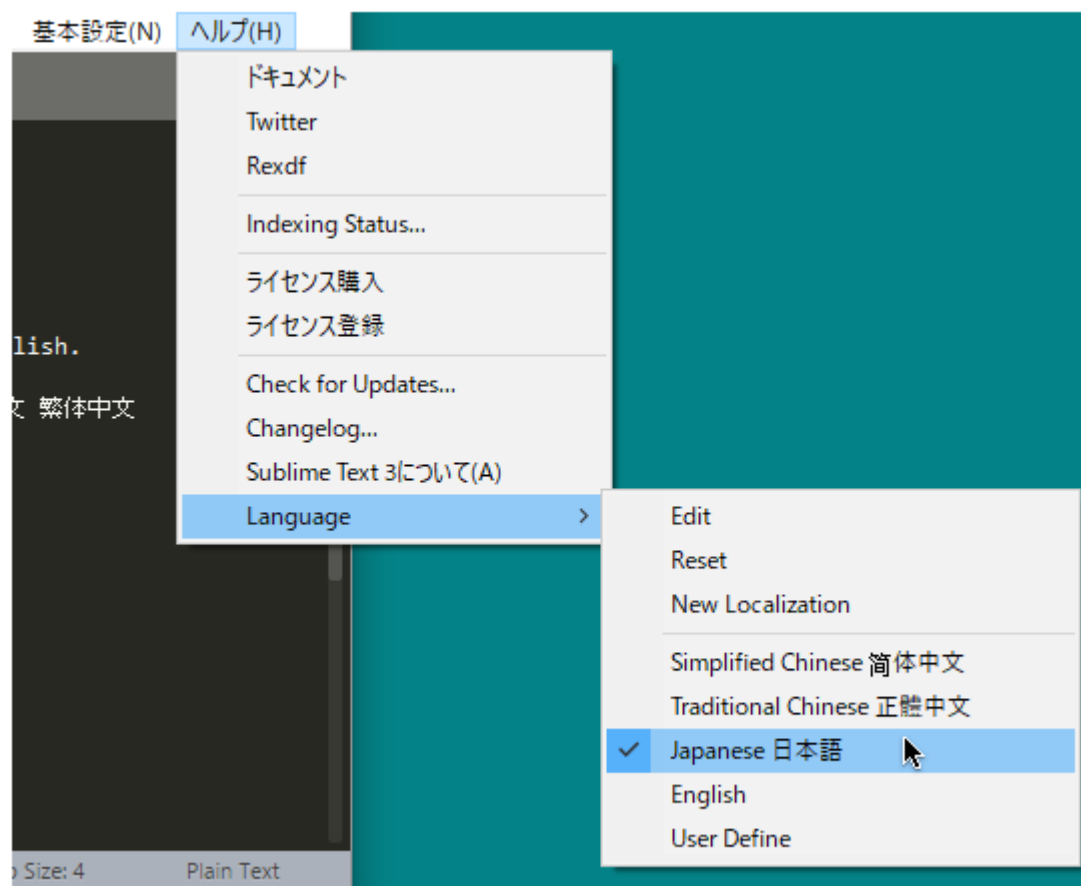 基本設定(N) ヘルプ(H)
ドキュメント
Twitter
Rexdf
Indexing Status...
ライセンス購入
ライセンス登録
lish.
Check for Updates...
文 繁体中文
Changelog...
Sublime Text 3について(A)
Language
Edit
Reset
New Localization
Simplified Chinese 简体中文
Traditional Chinese 正體中文
Japanese 日本語
English
User Define
Size: 4 Plain Text